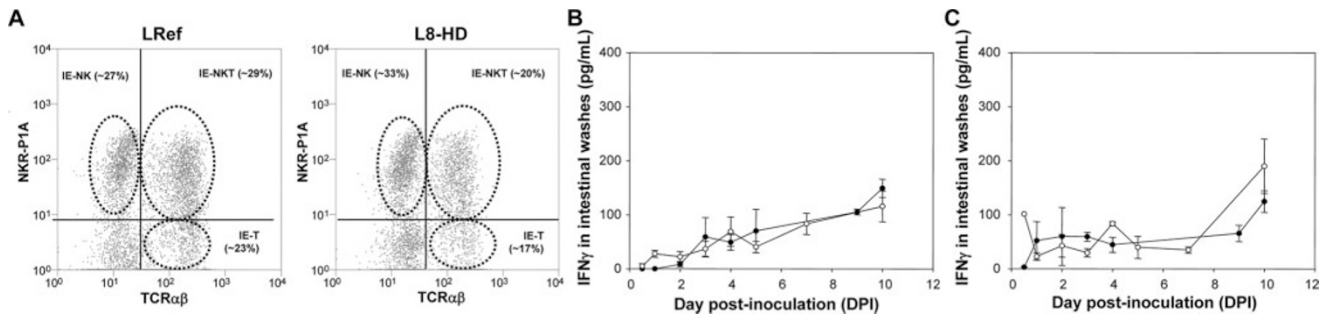 A
LRef
L8-HD
10⁴
10³
10²
10¹
10⁰
NKR-P1A
IE-NK (~27%)
IE-NKT (~29%)
IE-T
(~23%)
10⁰ 10¹ 10² 10³ 10⁴
TCRαβ
10⁴
10³
10²
10¹
10⁰
NKR-P1A
IE-NK (~33%)
IE-NKT (~20%)
IE-T
(~17%)
10⁰ 10¹ 10² 10³ 10⁴
TCRαβ
B
IFNγ in intestinal washes (pg/mL)
400
300
200
100
0
0 2 4 6 8 10 12
Day post-inoculation (DPI)
C
IFNγ in intestinal washes (pg/mL)
400
300
200
100
0
0 2 4 6 8 10 12
Day post-inoculation (DPI)